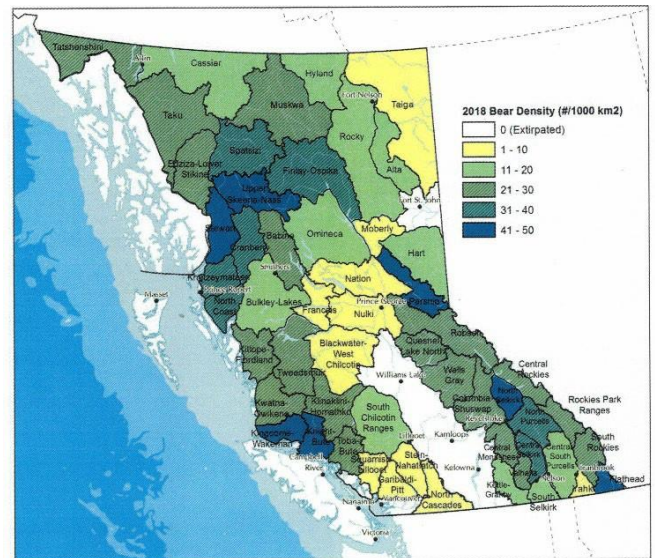 Tatshenshini
Atlin
Cassiar
Hyland
Fort Nelson
Taiga
Muskwa
Taku
Rocky
2018 Bear Density (#/1000 km2)
0 (Extirpated)
1 - 10
11 - 20
21 - 30
31 - 40
41 - 50
Edziza-Lower
Stikine
Spatsizi
Finlay-Ospika
Alta
Upper
Skeena-Nass
Fort St. John
Stewart
Cranberry
Babine
Omineca
Moberly
Hart
Khutzeymateen
Smithers
Nation
Parsnip
Masset
Prince Rupert
North
Coast
Bulkley-Lakes
Francois
Prince George
Nulki
Robson
Kitlope-
Fiordland
Tweedsmuir
Blackwater-
West
Chilcotin
Quesnel
Lake North
Central
Rockies
Wells
Gray
Williams Lake
North
Selkirk
Rockies Park
Ranges
Kwatna-
Owikeno
Klinaklini-
Homathko
South
Chilcotin
Ranges
Columbia-
Shuswap
Revelstoke
North
Purcells
Kingcome-
Wakeman
Knight-
Bute
Toba-
Bute
Lillooet
Kamloops
Central
Monashee
Central
Selkirk
Central
South
Purcells
South
Rockies
Campbell
River
Squamish-
Lillooet
Stein-
Nahatlatch
Kelowna
Valhalla
Cranbrook
Garibaldi-
Pitt
Kettle-
Granby
Nelson
Yahk
Flathead
Nanaimo
Vancouver
North
Cascades
South
Selkirk
Victoria